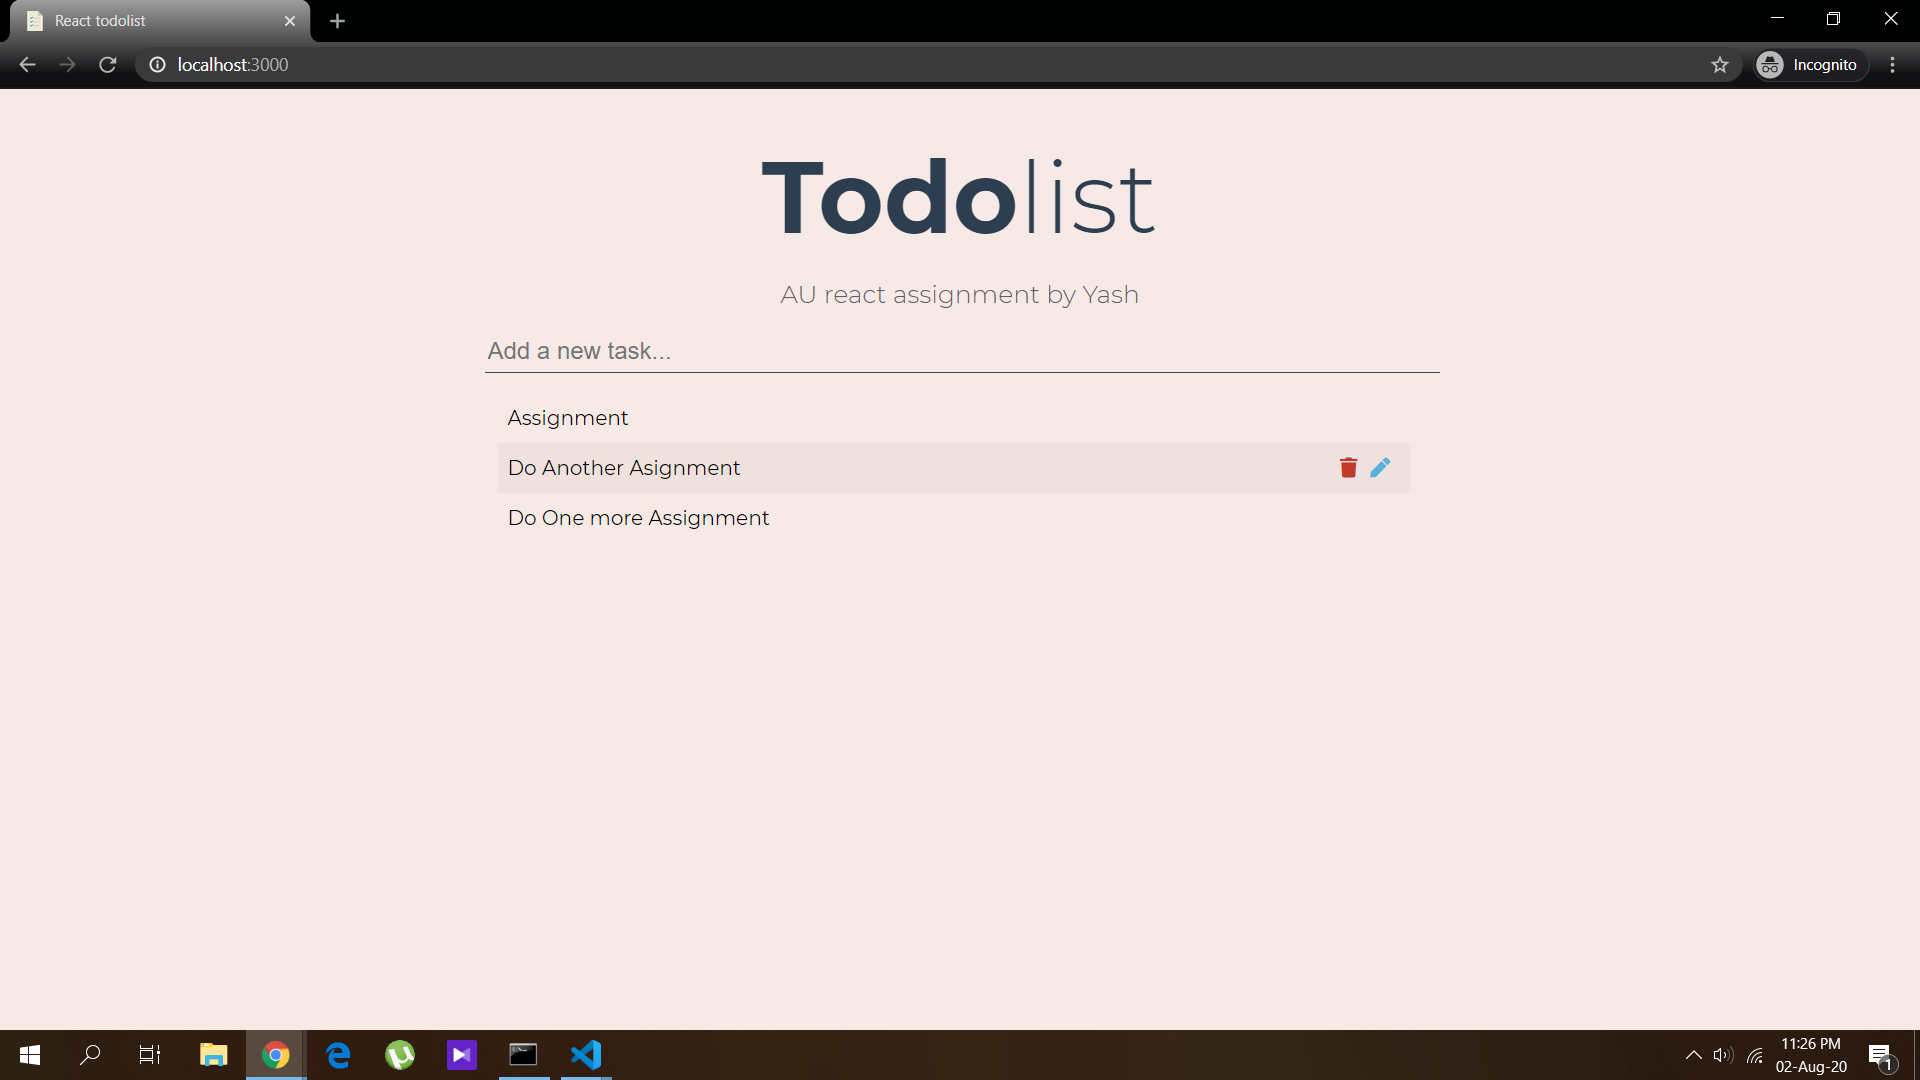 React todolist
localhost:3000
Incognito
Todolist
AU react assignment by Yash
Add a new task...
Assignment
Do Another Asignment
Do One more Assignment
11:26 PM
02-Aug-20
1